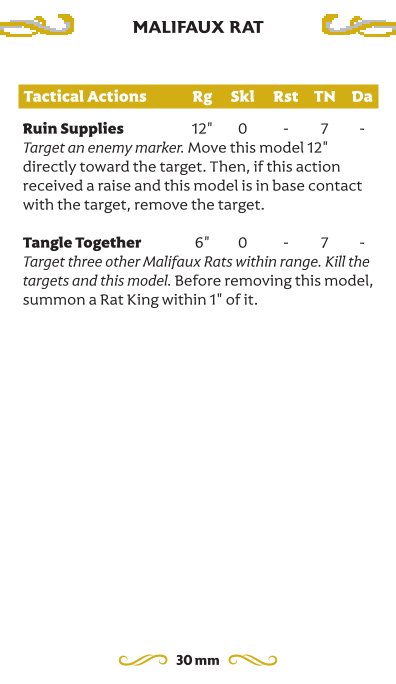 MALIFAUX RAT
Tactical Actions Rg Skl Rst TN Da
Ruin Supplies 12" 0 - 7 -
Target an enemy marker. Move this model 12"
directly toward the target. Then, if this action
received a raise and this model is in base contact
with the target, remove the target.
Tangle Together 6" 0 - 7 -
Target three other Malifaux Rats within range. Kill the
targets and this model. Before removing this model,
summon a Rat King within 1" of it.
30 mm